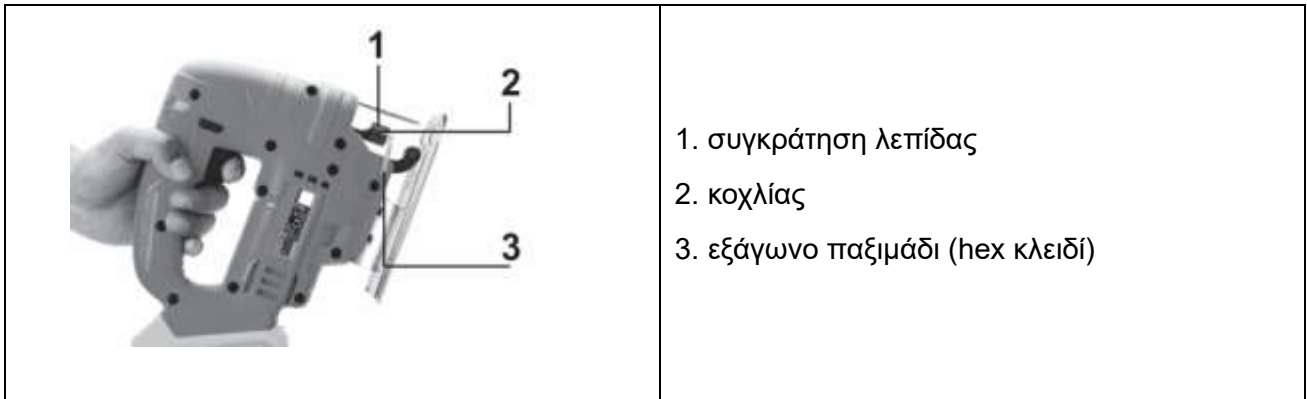 1
2
3
1. συγκράτηση λεπίδας
2. κοχλίας
3. εξάγωνο παξιμάδι (hex κλειδί)